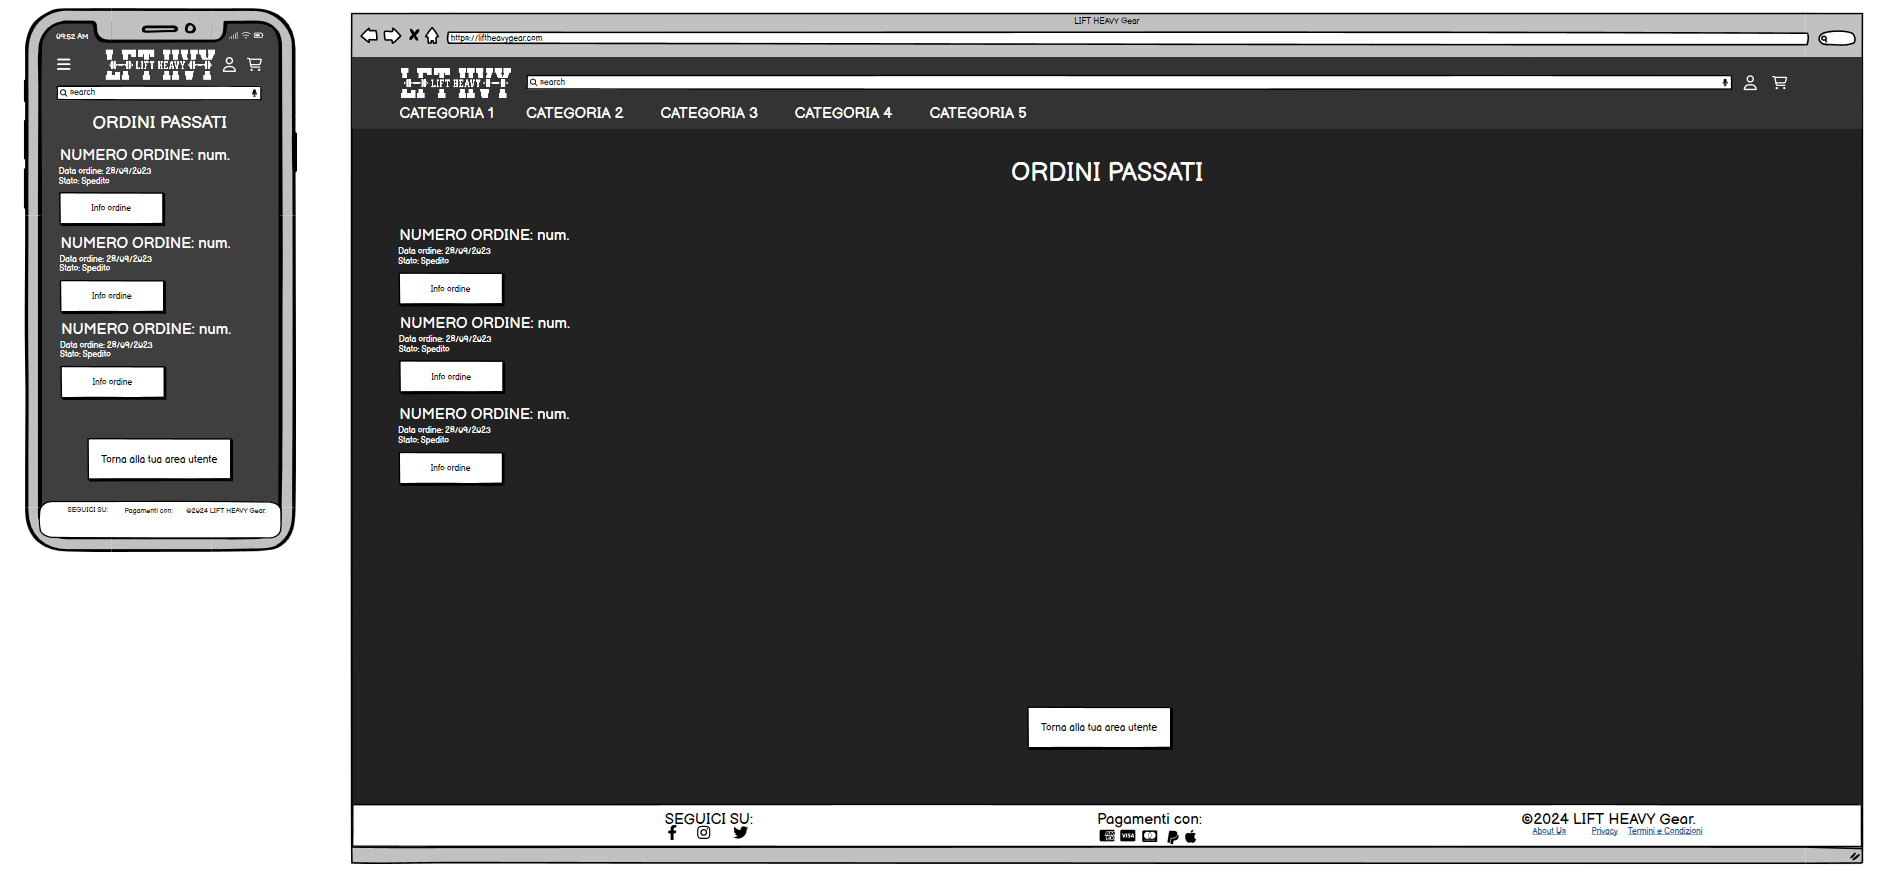 09:52 AM
LIFT HEAVY
search
ORDINI PASSATI
NUMERO ORDINE: num.
Data ordine: 28/09/2023
Stato: Spedito
Info ordine
NUMERO ORDINE: num.
Data ordine: 28/09/2023
Stato: Spedito
Info ordine
NUMERO ORDINE: num.
Data ordine: 28/09/2023
Stato: Spedito
Info ordine
Torna alla tua area utente
SEGUICI SU: Pagamenti con: ©2024 LIFT HEAVY Gear.
LIFT HEAVY Gear
https://liftheavygear.com
LIFT HEAVY
search
CATEGORIA 1 CATEGORIA 2 CATEGORIA 3 CATEGORIA 4 CATEGORIA 5
ORDINI PASSATI
NUMERO ORDINE: num.
Data ordine: 28/09/2023
Stato: Spedito
Info ordine
NUMERO ORDINE: num.
Data ordine: 28/09/2023
Stato: Spedito
Info ordine
NUMERO ORDINE: num.
Data ordine: 28/09/2023
Stato: Spedito
Info ordine
Torna alla tua area utente
SEGUICI SU: Pagamenti con: ©2024 LIFT HEAVY Gear.
VISA About Us Privacy Termini e Condizioni